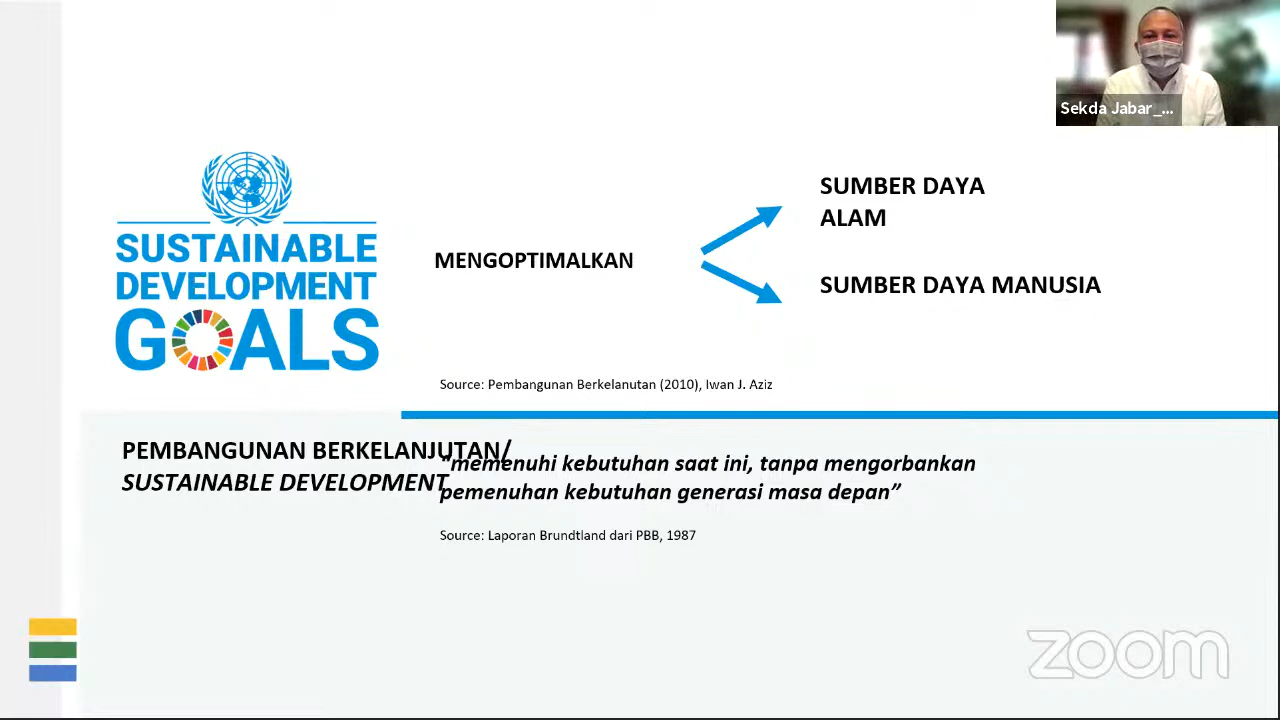 Sekda Jabar_...
SUSTAINABLE
DEVELOPMENT
GOALS
MENGOPTIMALKAN
SUMBER DAYA
ALAM
SUMBER DAYA MANUSIA
Source: Pembangunan Berkelanutan (2010), Iwan J. Aziz
PEMBANGUNAN BERKELANJUTAN/
SUSTAINABLE DEVELOPMENT
“memenuhi kebutuhan saat ini, tanpa mengorbankan
pemenuhan kebutuhan generasi masa depan”
Source: Laporan Brundtland dari PBB, 1987
zoom